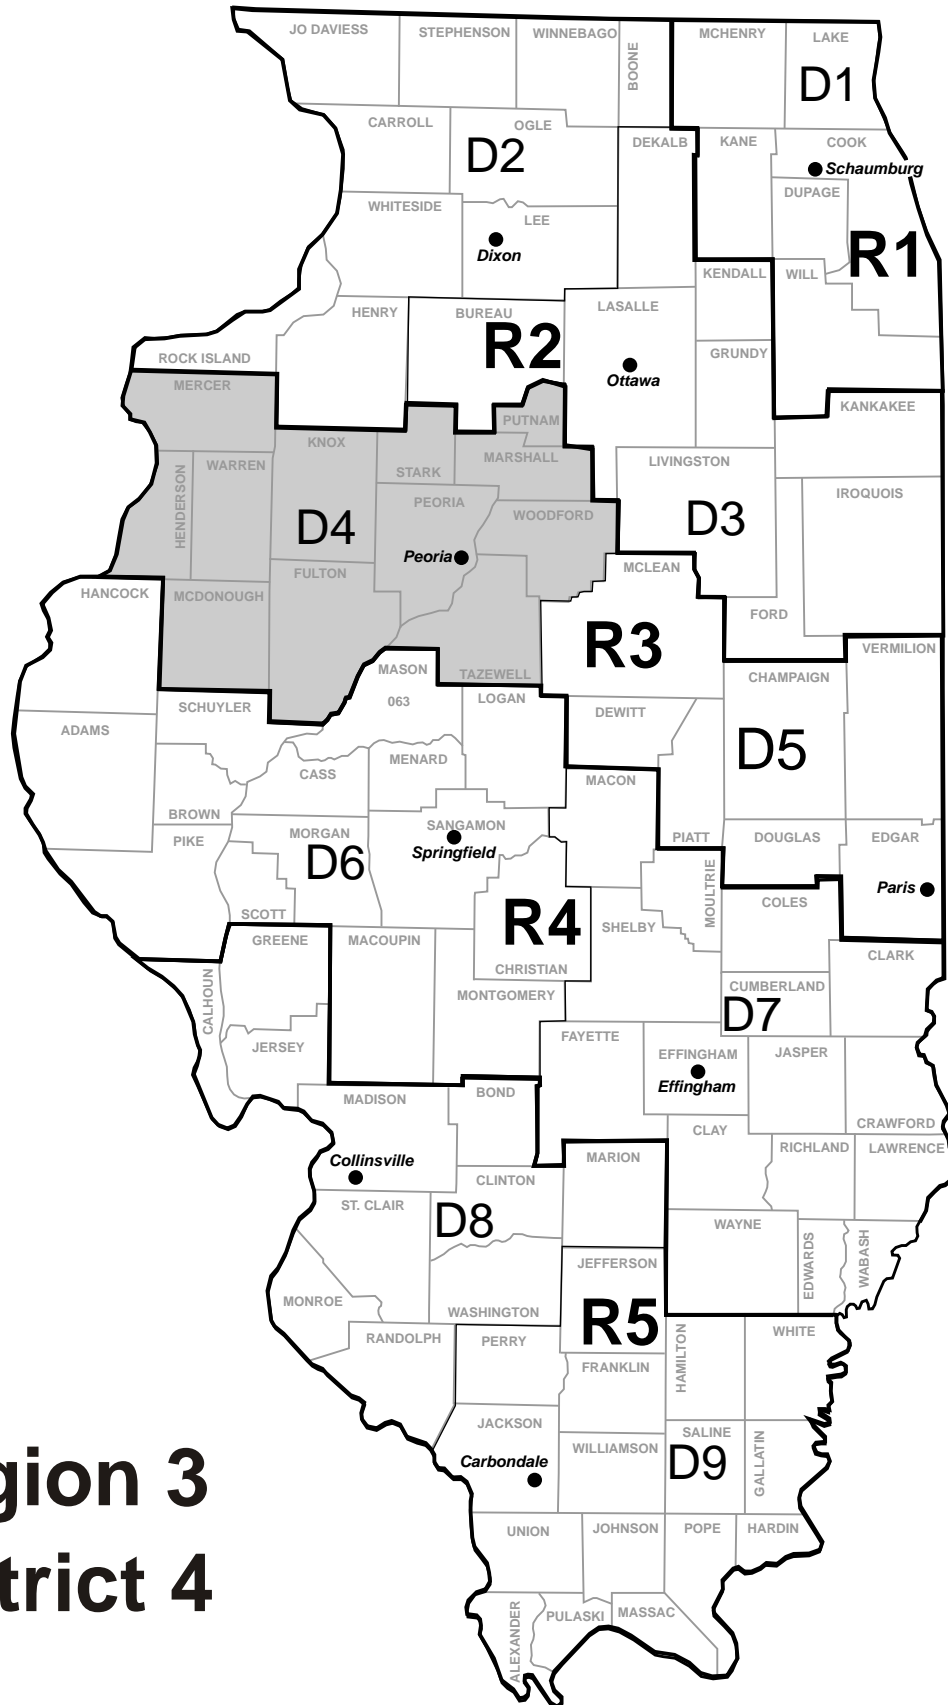 JO DAVIESS
STEPHENSON
WINNEBAGO
BOONE
MCHENRY
LAKE
D1
CARROLL
OGLE
D2
DEKALB
KANE
COOK
Schaumburg
DUPAGE
WHITESIDE
LEE
Dixon
R1
KENDALL
WILL
HENRY
BUREAU
R2
LASALLE
Ottawa
GRUNDY
ROCK ISLAND
MERCER
KANKAKEE
PUTNAM
KNOX
WARREN
HENDERSON
STARK
MARSHALL
LIVINGSTON
IROQUOIS
PEORIA
WOODFORD
D3
D4
Peoria
FULTON
MCLEAN
HANCOCK
MCDONOUGH
FORD
R3
VERMILION
TAZEWELL
MASON
063
LOGAN
CHAMPAIGN
SCHUYLER
ADAMS
DEWITT
D5
CASS
MENARD
MACON
BROWN
PIKE
MORGAN
SANGAMON
Springfield
PIATT
DOUGLAS
EDGAR
D6
MOULTRIE
Paris
COLES
SCOTT
R4
SHELBY
GREENE
MACOUPIN
CHRISTIAN
CLARK
CALHOUN
MONTGOMERY
CUMBERLAND
D7
JERSEY
FAYETTE
EFFINGHAM
Effingham
JASPER
MADISON
BOND
CRAWFORD
CLAY
RICHLAND
LAWRENCE
Collinsville
MARION
CLINTON
ST. CLAIR
D8
WAYNE
EDWARDS
WABASH
JEFFERSON
MONROE
WASHINGTON
R5
RANDOLPH
PERRY
HAMILTON
WHITE
FRANKLIN
JACKSON
WILLIAMSON
SALINE
GALLATIN
Carbondale
D9
gion 3
UNION
JOHNSON
POPE
HARDIN
trict 4
ALEXANDER
PULASKI
MASSAC